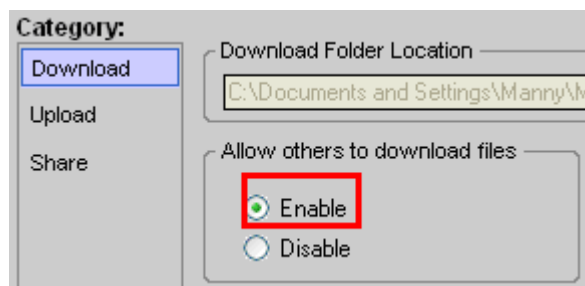 Category:
Download
Upload
Share
Download Folder Location
C:\Documents and Settings\Manny\M
Allow others to download files
Enable
Disable